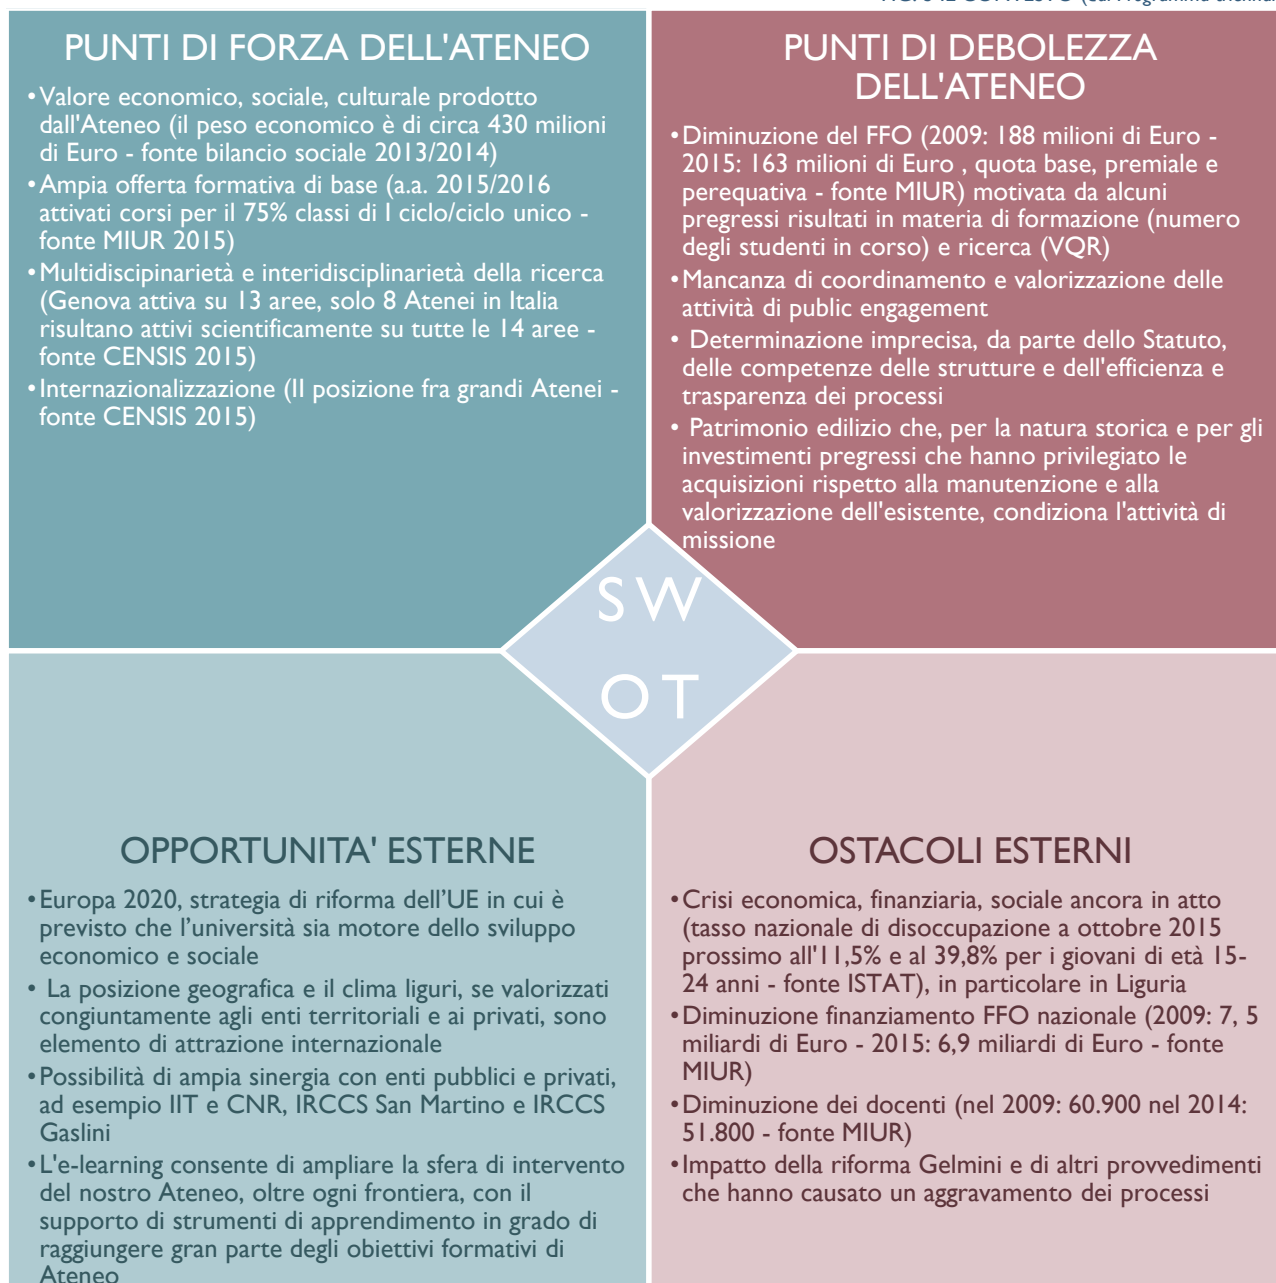 PUNTI DI FORZA DELL'ATENEO
•Valore economico, sociale, culturale prodotto
dall'Ateneo (il peso economico è di circa 430 milioni
di Euro - fonte bilancio sociale 2013/2014)
•Ampia offerta formativa di base (a.a. 2015/2016
attivati corsi per il 75% classi di I ciclo/ciclo unico -
fonte MIUR 2015)
•Multidiscipinarietà e interidisciplinarietà della ricerca
(Genova attiva su 13 aree, solo 8 Atenei in Italia
risultano attivi scientificamente su tutte le 14 aree -
fonte CENSIS 2015)
•Internazionalizzazione (II posizione fra grandi Atenei -
fonte CENSIS 2015)
PUNTI DI DEBOLEZZA
DELL'ATENEO
•Diminuzione del FFO (2009: 188 milioni di Euro -
2015: 163 milioni di Euro , quota base, premiale e
perequativa - fonte MIUR) motivata da alcuni
pregressi risultati in materia di formazione (numero
degli studenti in corso) e ricerca (VQR)
•Mancanza di coordinamento e valorizzazione delle
attività di public engagement
• Determinazione imprecisa, da parte dello Statuto,
delle competenze delle strutture e dell'efficienza e
trasparenza dei processi
• Patrimonio edilizio che, per la natura storica e per gli
investimenti pregressi che hanno privilegiato le
acquisizioni rispetto alla manutenzione e alla
valorizzazione dell'esistente, condiziona l'attività di
missione
S W
O T
OPPORTUNITA' ESTERNE
•Europa 2020, strategia di riforma dell’UE in cui è
previsto che l’università sia motore dello sviluppo
economico e sociale
• La posizione geografica e il clima liguri, se valorizzati
congiuntamente agli enti territoriali e ai privati, sono
elemento di attrazione internazionale
•Possibilità di ampia sinergia con enti pubblici e privati,
ad esempio IIT e CNR, IRCCS San Martino e IRCCS
Gaslini
•L'e-learning consente di ampliare la sfera di intervento
del nostro Ateneo, oltre ogni frontiera, con il
supporto di strumenti di apprendimento in grado di
raggiungere gran parte degli obiettivi formativi di
Ateneo
OSTACOLI ESTERNI
•Crisi economica, finanziaria, sociale ancora in atto
(tasso nazionale di disoccupazione a ottobre 2015
prossimo all'11,5% e al 39,8% per i giovani di età 15-
24 anni - fonte ISTAT), in particolare in Liguria
•Diminuzione finanziamento FFO nazionale (2009: 7, 5
miliardi di Euro - 2015: 6,9 miliardi di Euro - fonte
MIUR)
•Diminuzione dei docenti (nel 2009: 60.900 nel 2014:
51.800 - fonte MIUR)
•Impatto della riforma Gelmini e di altri provvedimenti
che hanno causato un aggravamento dei processi